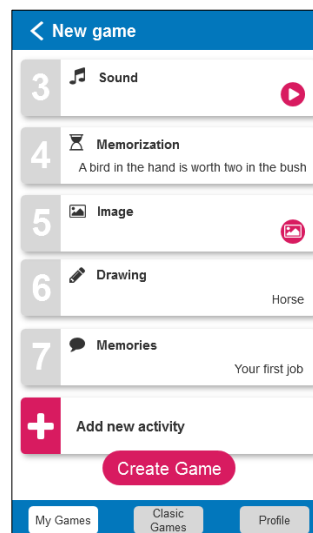 New game
3
Sound
4
Memorization
A bird in the hand is worth two in the bush
5
Image
6
Drawing
Horse
7
Memories
Your first job
Add new activity
Create Game
My Games
Clasic
Games
Profile